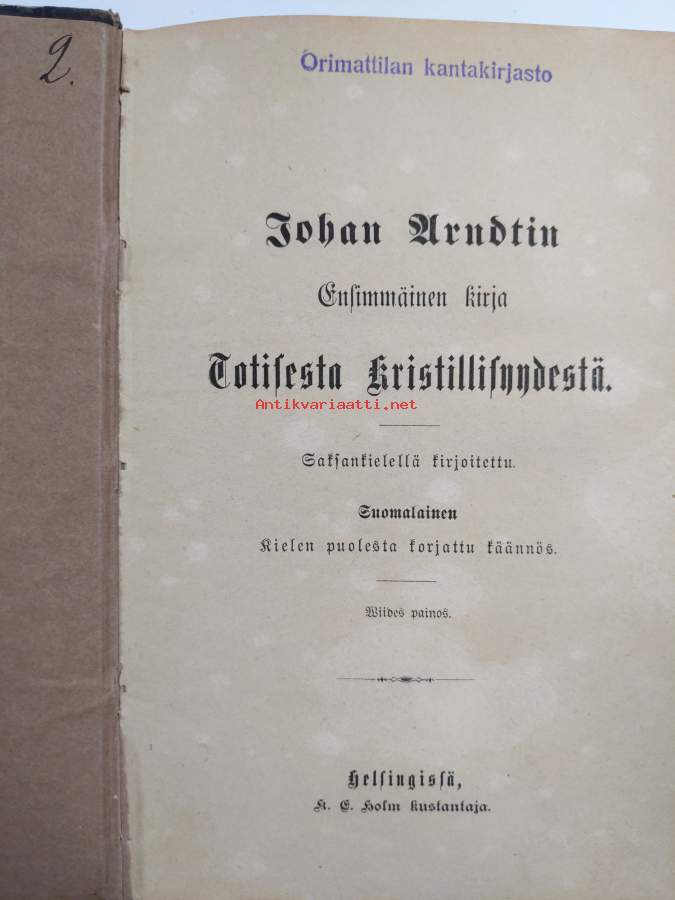 2.
Orimattilan kantakirjasto
Johan Arndtin
Ensimmäinen kirja
Totisesta Kristillisyydestä.
Antikvariaatti.net
Saksankielellä kirjoitettu.
Suomalainen
Kielen puolesta korjattu käännös.
Wiides painos.
Helsingissä,
K. E. Holm kustantaja.